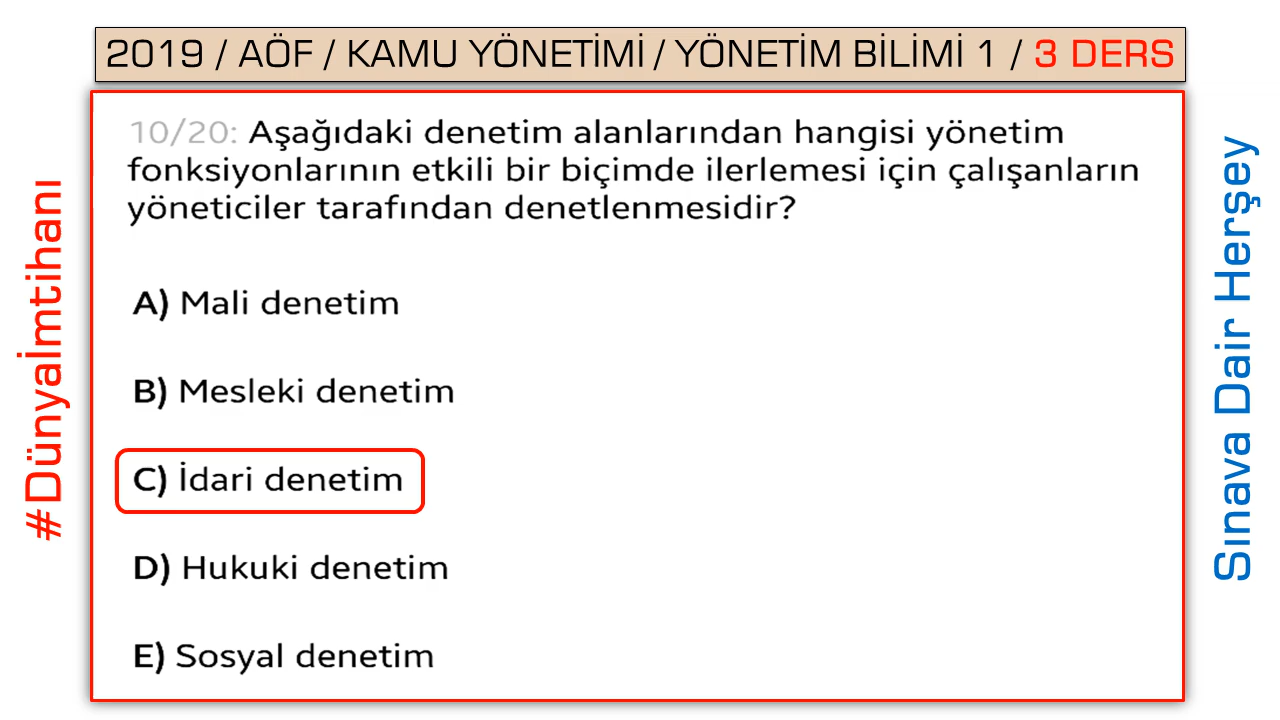 2019 / AÖF / KAMU YÖNETİMİ / YÖNETİM BİLİMİ 1 / 3 DERS
#Dünyaİmtihanı
10/20: Aşağıdaki denetim alanlarından hangisi yönetim
fonksiyonlarının etkili bir biçimde ilerlemesi için çalışanların
yöneticiler tarafından denetlenmesidir?
A) Mali denetim
B) Mesleki denetim
C) İdari denetim
D) Hukuki denetim
E) Sosyal denetim
Sınava Dair Herşey